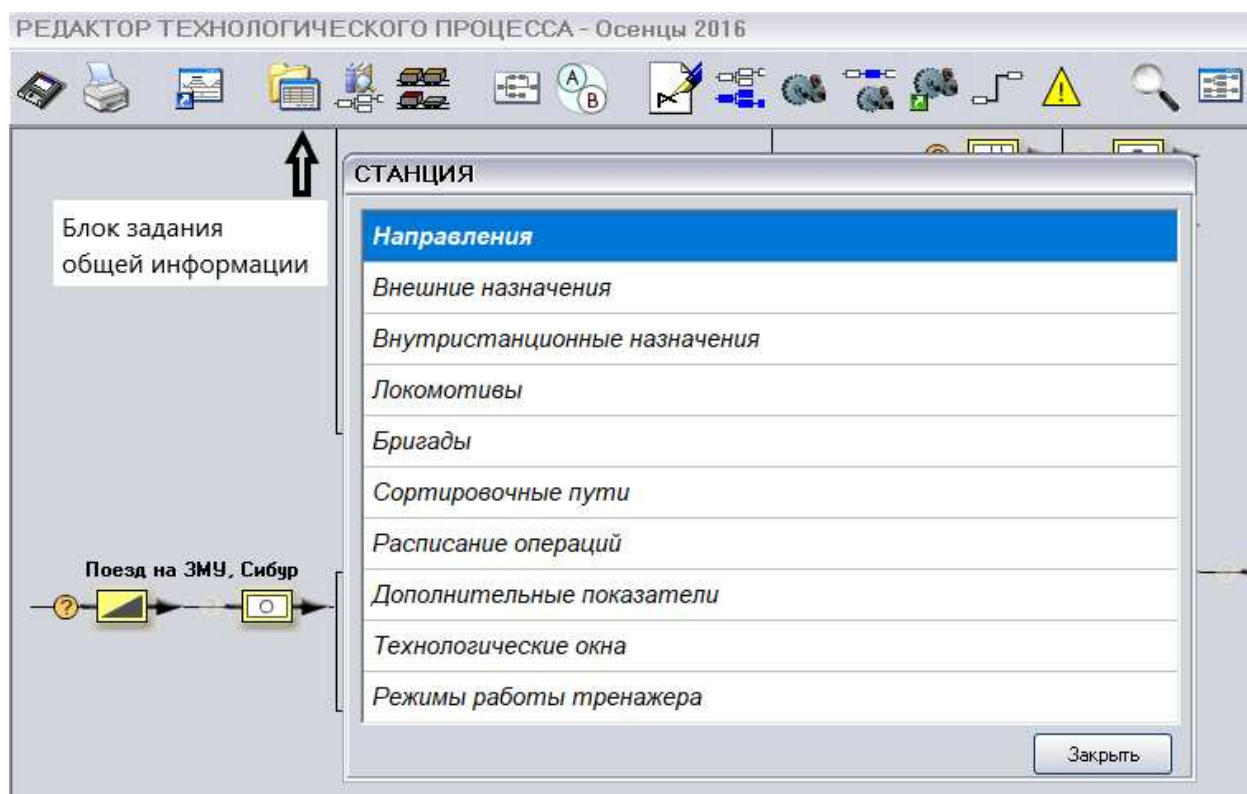 РЕДАКТОР ТЕХНОЛОГИЧЕСКОГО ПРОЦЕССА - Осенцы 2016
A
B
Блок задания
общей информации
СТАНЦИЯ
Направления
Внешние назначения
Внутристанционные назначения
Локомотивы
Бригады
Сортировочные пути
Расписание операций
Дополнительные показатели
Технологические окна
Режимы работы тренажера
Поезд на ЗМУ, Сибур
?
Закрыть